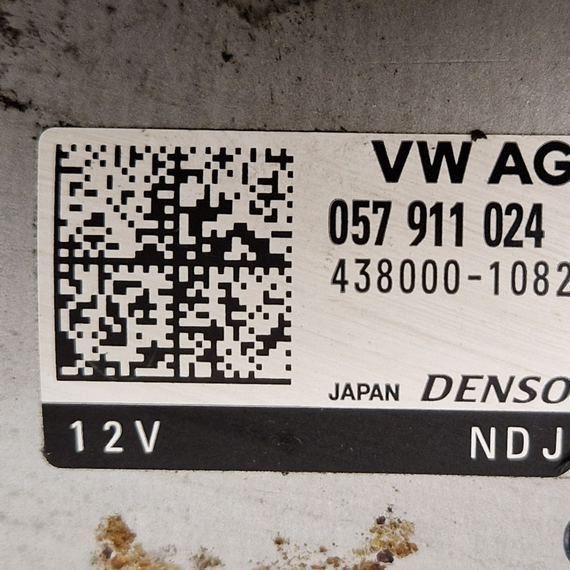 VW AG
057 911 024
438000-1082
JAPAN DENSO
12V NDJ